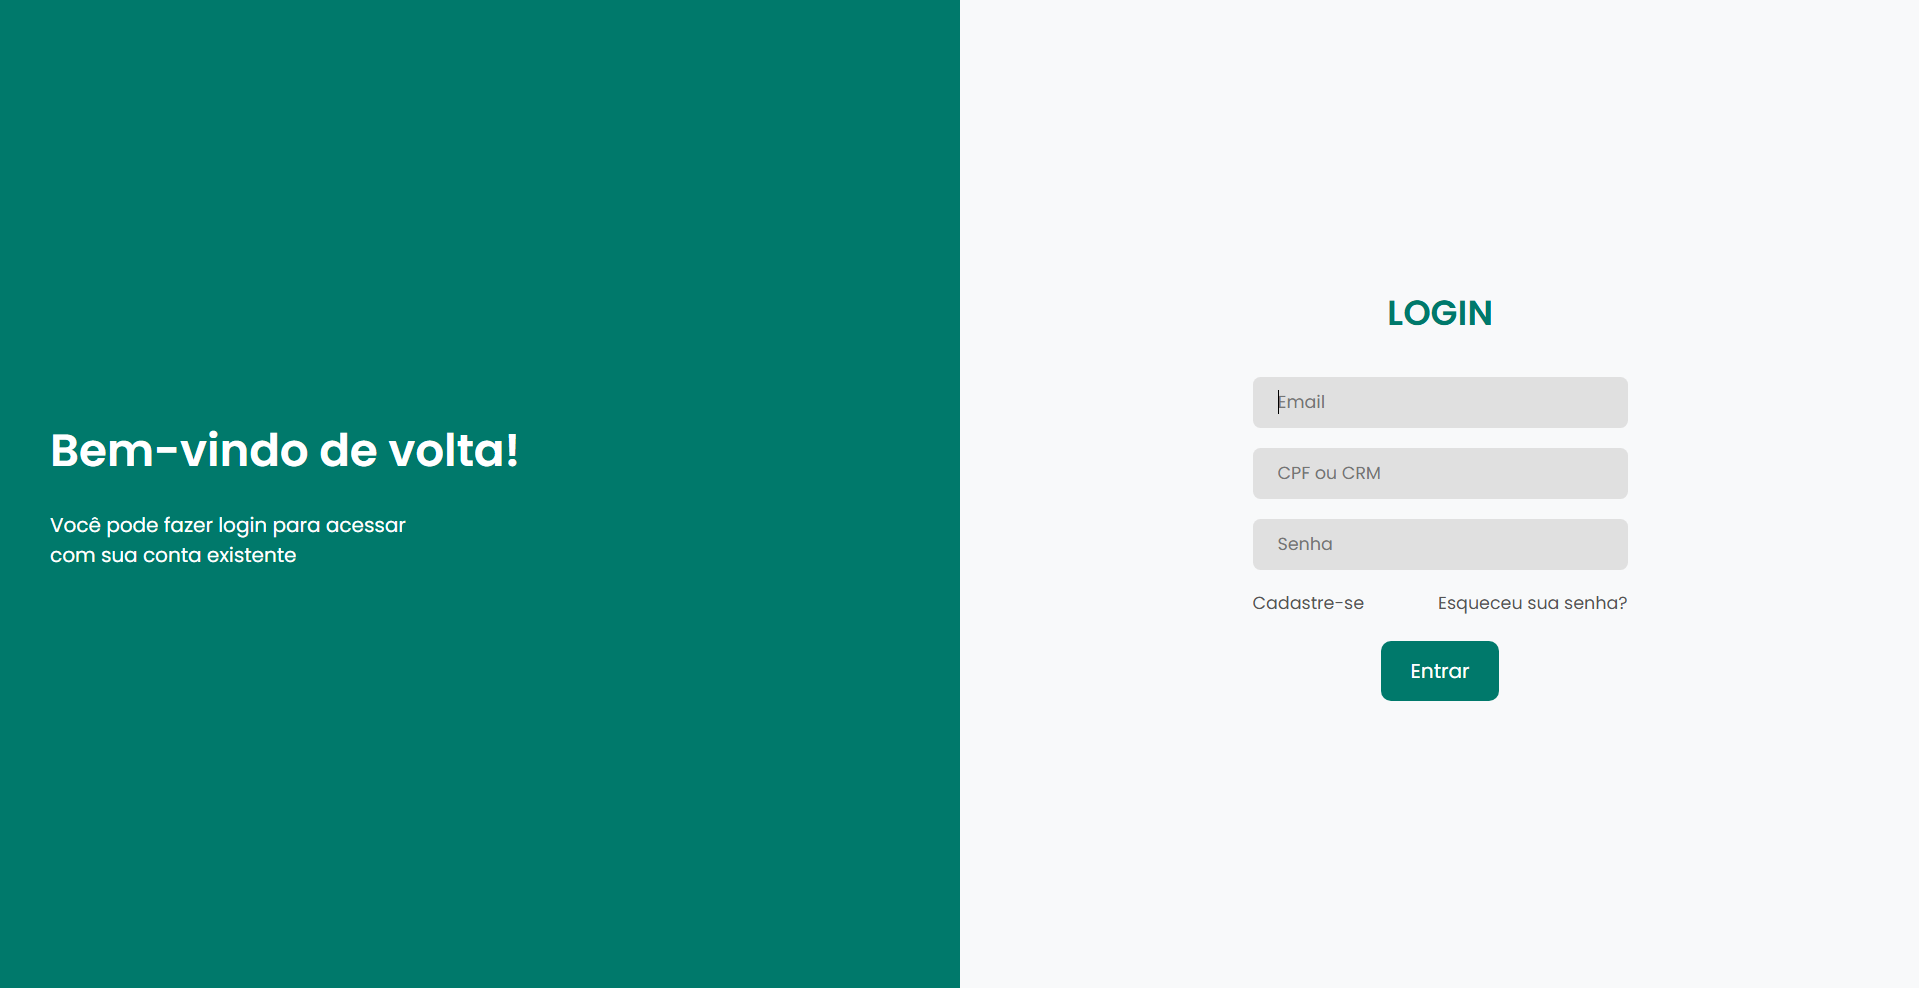 Bem-vindo de volta!
Você pode fazer login para acessar
com sua conta existente
LOGIN
Email
CPF ou CRM
Senha
Cadastre-se
Esqueceu sua senha?
Entrar